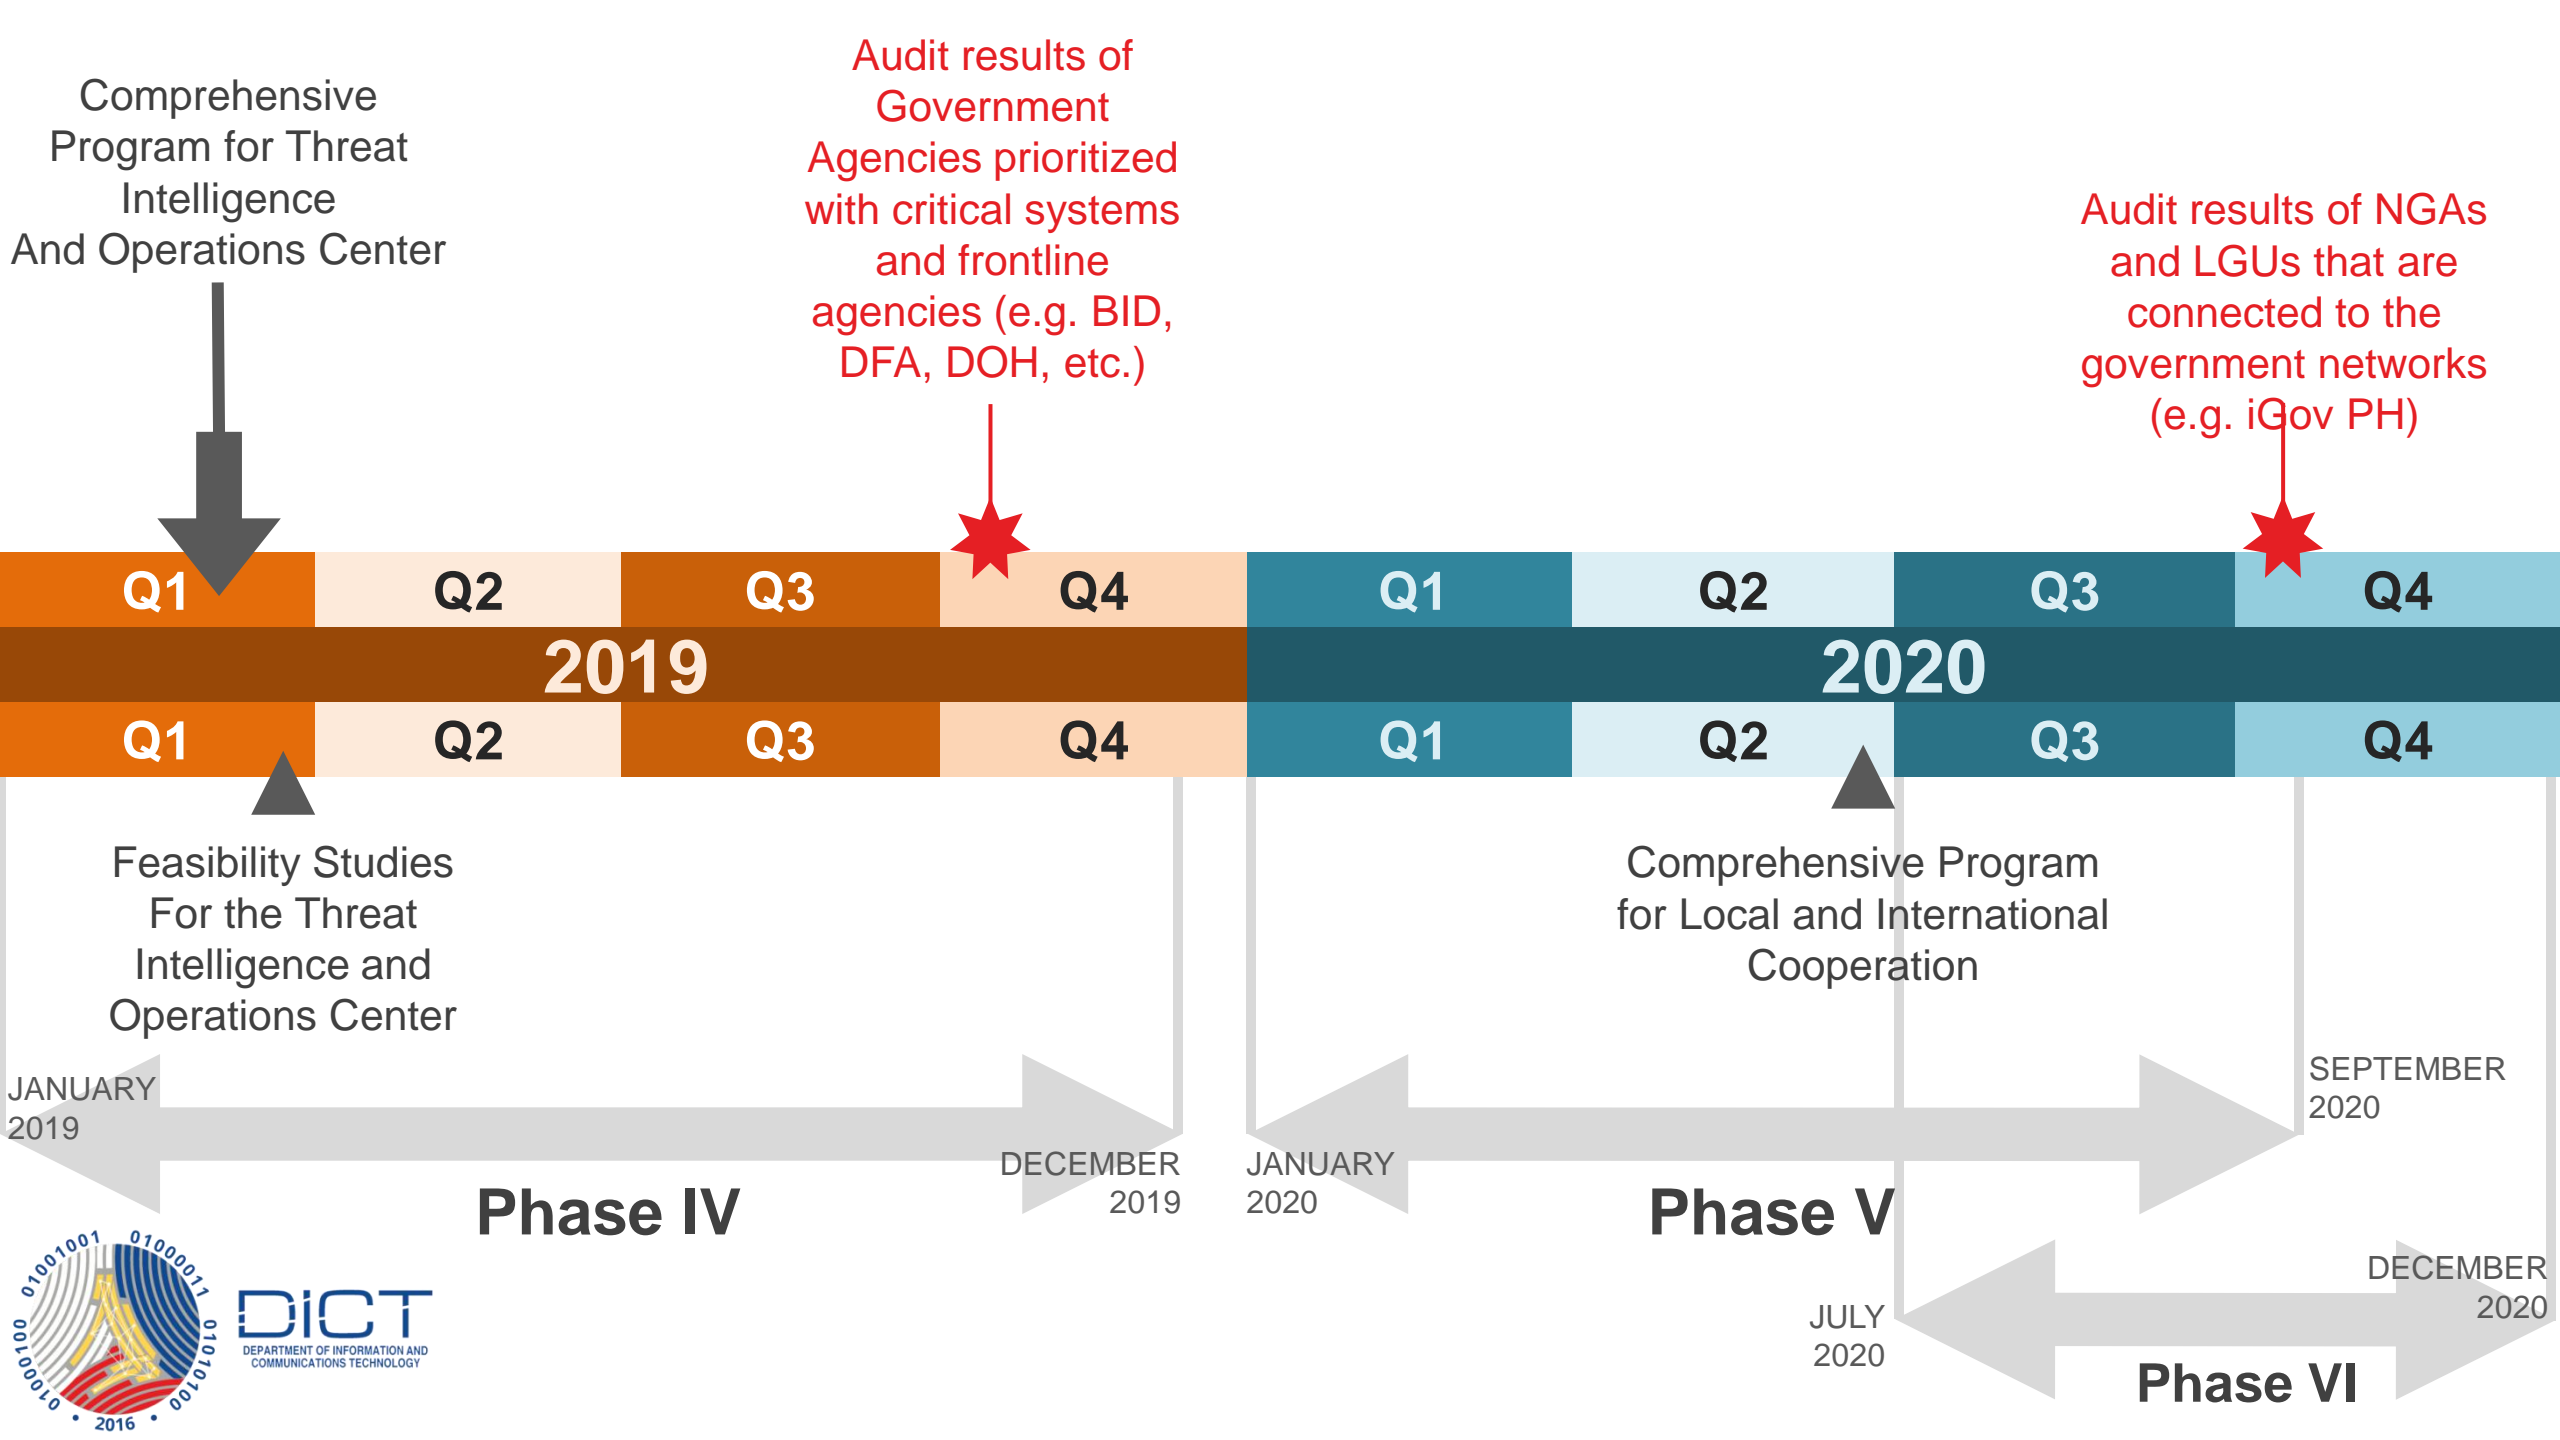 Comprehensive
Program for Threat
Intelligence
And Operations Center
Audit results of
Government
Agencies prioritized
with critical systems
and frontline
agencies (e.g. BID,
DFA, DOH, etc.)
Audit results of NGAs
and LGUs that are
connected to the
government networks
(e.g. iGov PH)
Q1 Q2 Q3 Q4 Q1 Q2 Q3 Q4
2019 2020
Q1 Q2 Q3 Q4 Q1 Q2 Q3 Q4
Feasibility Studies
For the Threat
Intelligence and
Operations Center
Comprehensive Program
for Local and International
Cooperation
JANUARY
2019
DECEMBER
2019
Phase IV
JANUARY
2020
SEPTEMBER
2020
Phase V
JULY
2020
DECEMBER
2020
Phase VI
01001001 01000011 01010100 2016 01000100
DICT
DEPARTMENT OF INFORMATION AND
COMMUNICATIONS TECHNOLOGY